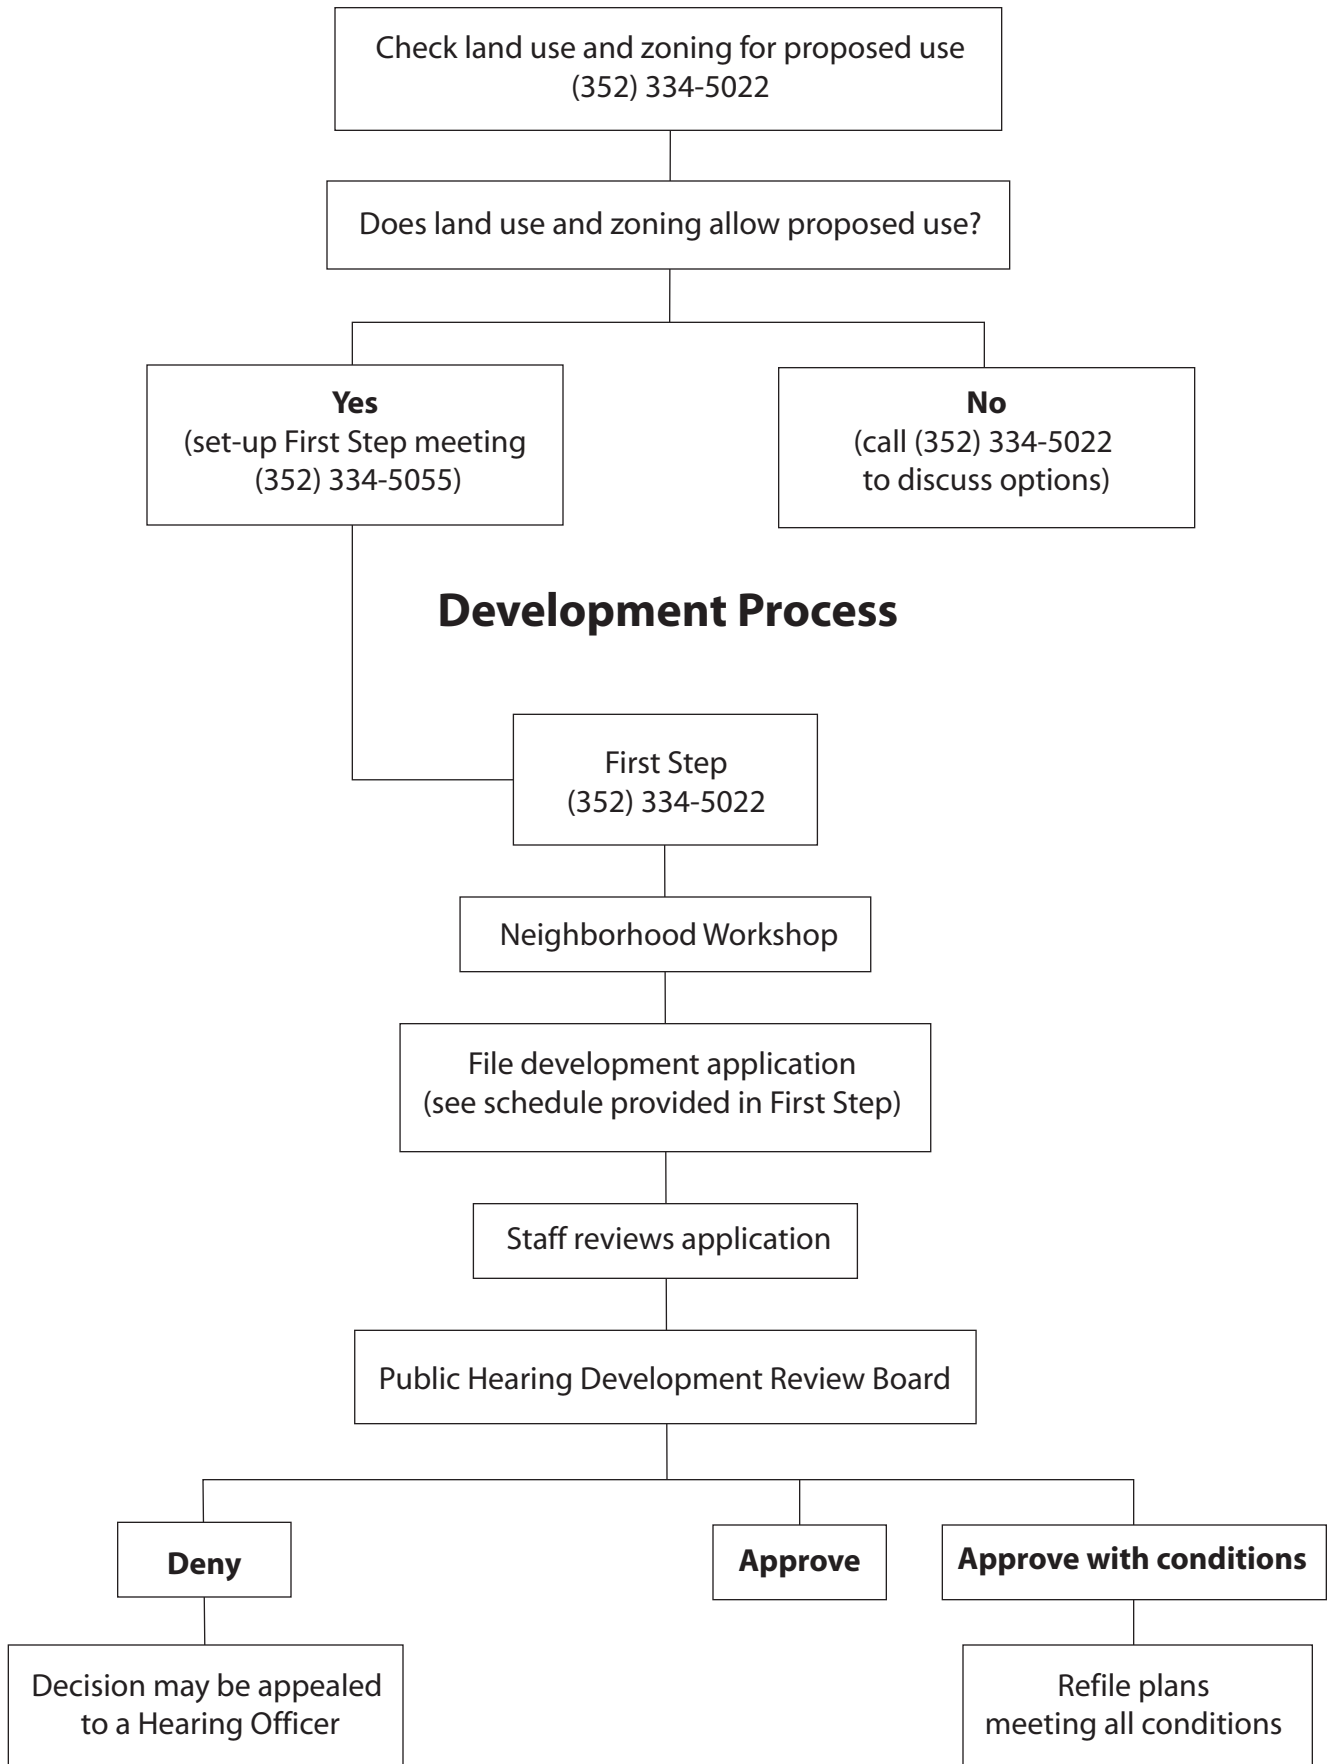 Check land use and zoning for proposed use
(352) 334-5022
Does land use and zoning allow proposed use?
Yes
(set-up First Step meeting
(352) 334-5055)
No
(call (352) 334-5022
to discuss options)
Development Process
First Step
(352) 334-5022
Neighborhood Workshop
File development application
(see schedule provided in First Step)
Staff reviews application
Public Hearing Development Review Board
Deny
Approve
Approve with conditions
Decision may be appealed
to a Hearing Officer
Refile plans
meeting all conditions